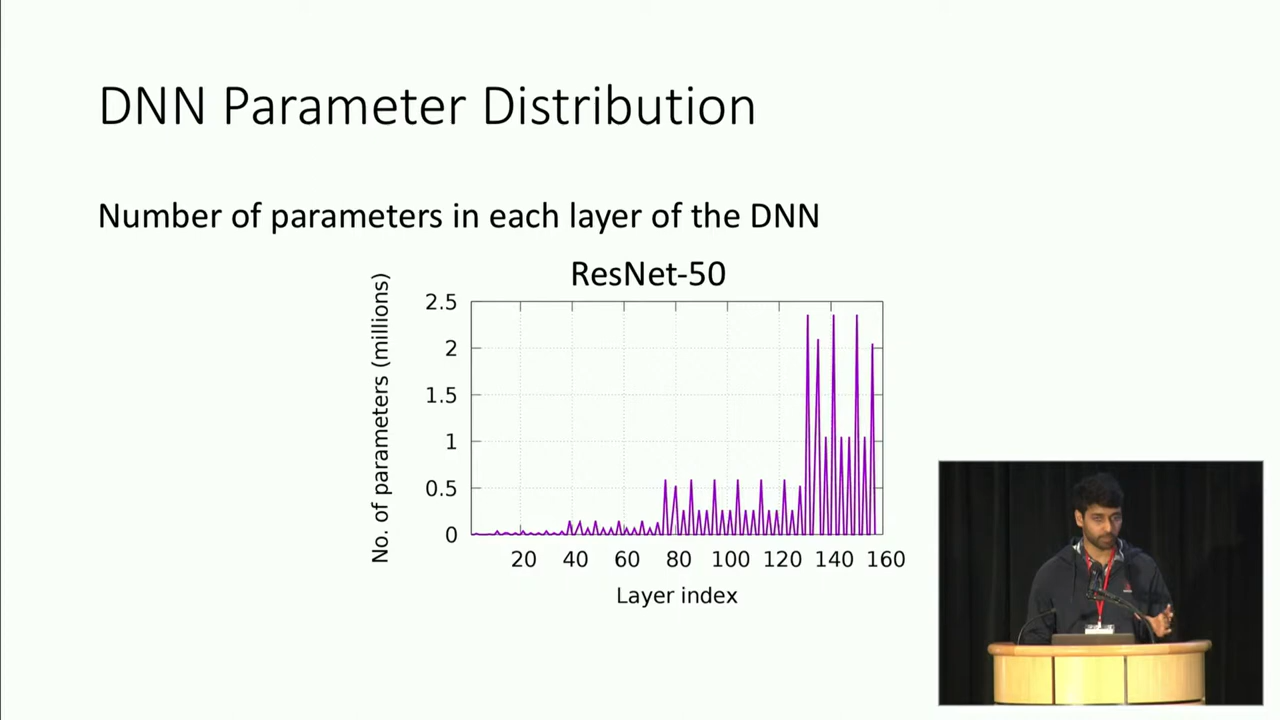 DNN Parameter Distribution
Number of parameters in each layer of the DNN
ResNet-50
No. of parameters (millions)
2.5
2
1.5
1
0.5
0
20 40 60 80 100 120 140 160
Layer index